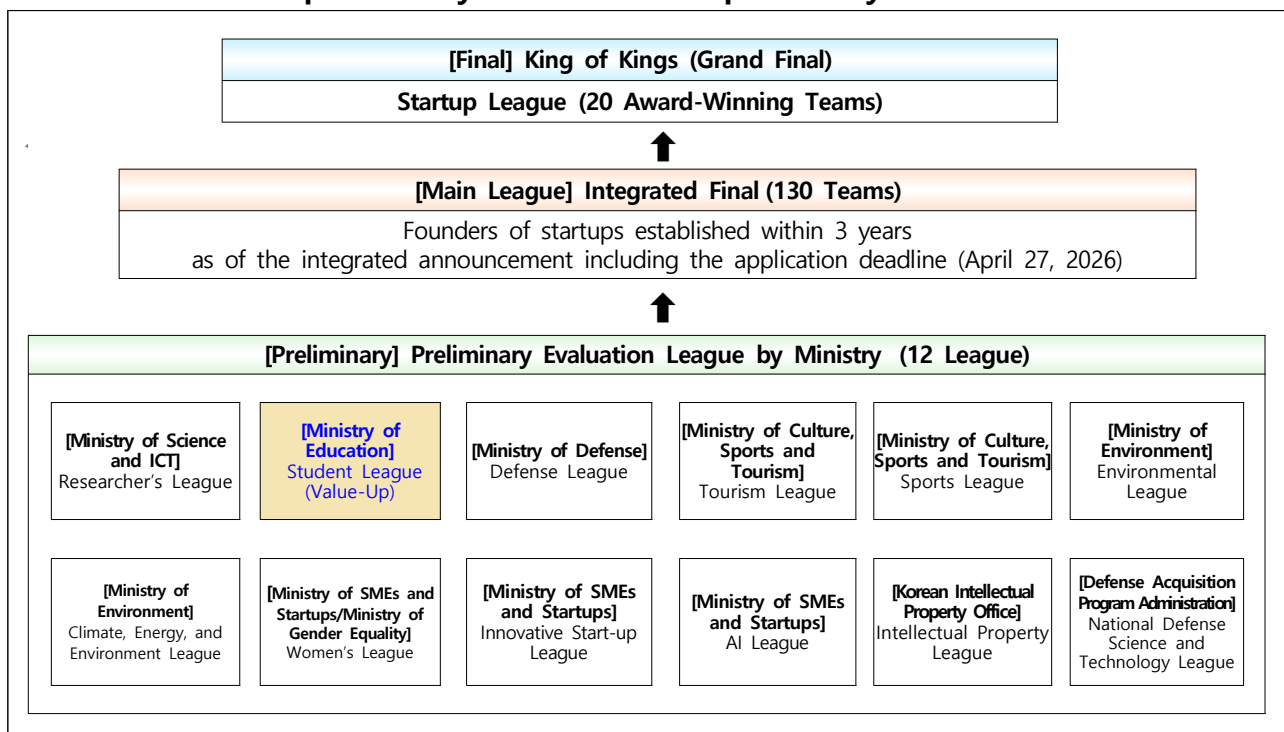 [Final] King of Kings (Grand Final)
Startup League (20 Award-Winning Teams)
4
[Main League] Integrated Final (130 Teams)
Founders of startups established within 3 years
as of the integrated announcement including the application deadline (April 27, 2026)
[Preliminary] Preliminary Evaluation League by Ministry (12 League)
[Ministry of Science
and ICT]
Researcher's League
[Ministry of
Education]
Student League
(Value-Up)
[Ministry of Defense]
Defense League
[Ministry of Culture,
Sports and
Tourism]
Tourism League
[Ministry of Culture,
Sports and Tourism]
Sports League
[Ministry of
Environment]
Environmental
League
[Ministry of
Environment]
Climate, Energy, and
Environment League
[Ministry of SMEs and
Startups/Ministry of
Gender Equality]
Women's League
[Ministry of SMEs
and Startups]
Innovative Start-up
League
[Ministry of SMEs
and Startups]
AI League
[Korean Intellectual
Property Office]
Intellectual Property
League
[Defense Acquisition
Program Administration]
National Defense
Science and
Technology League